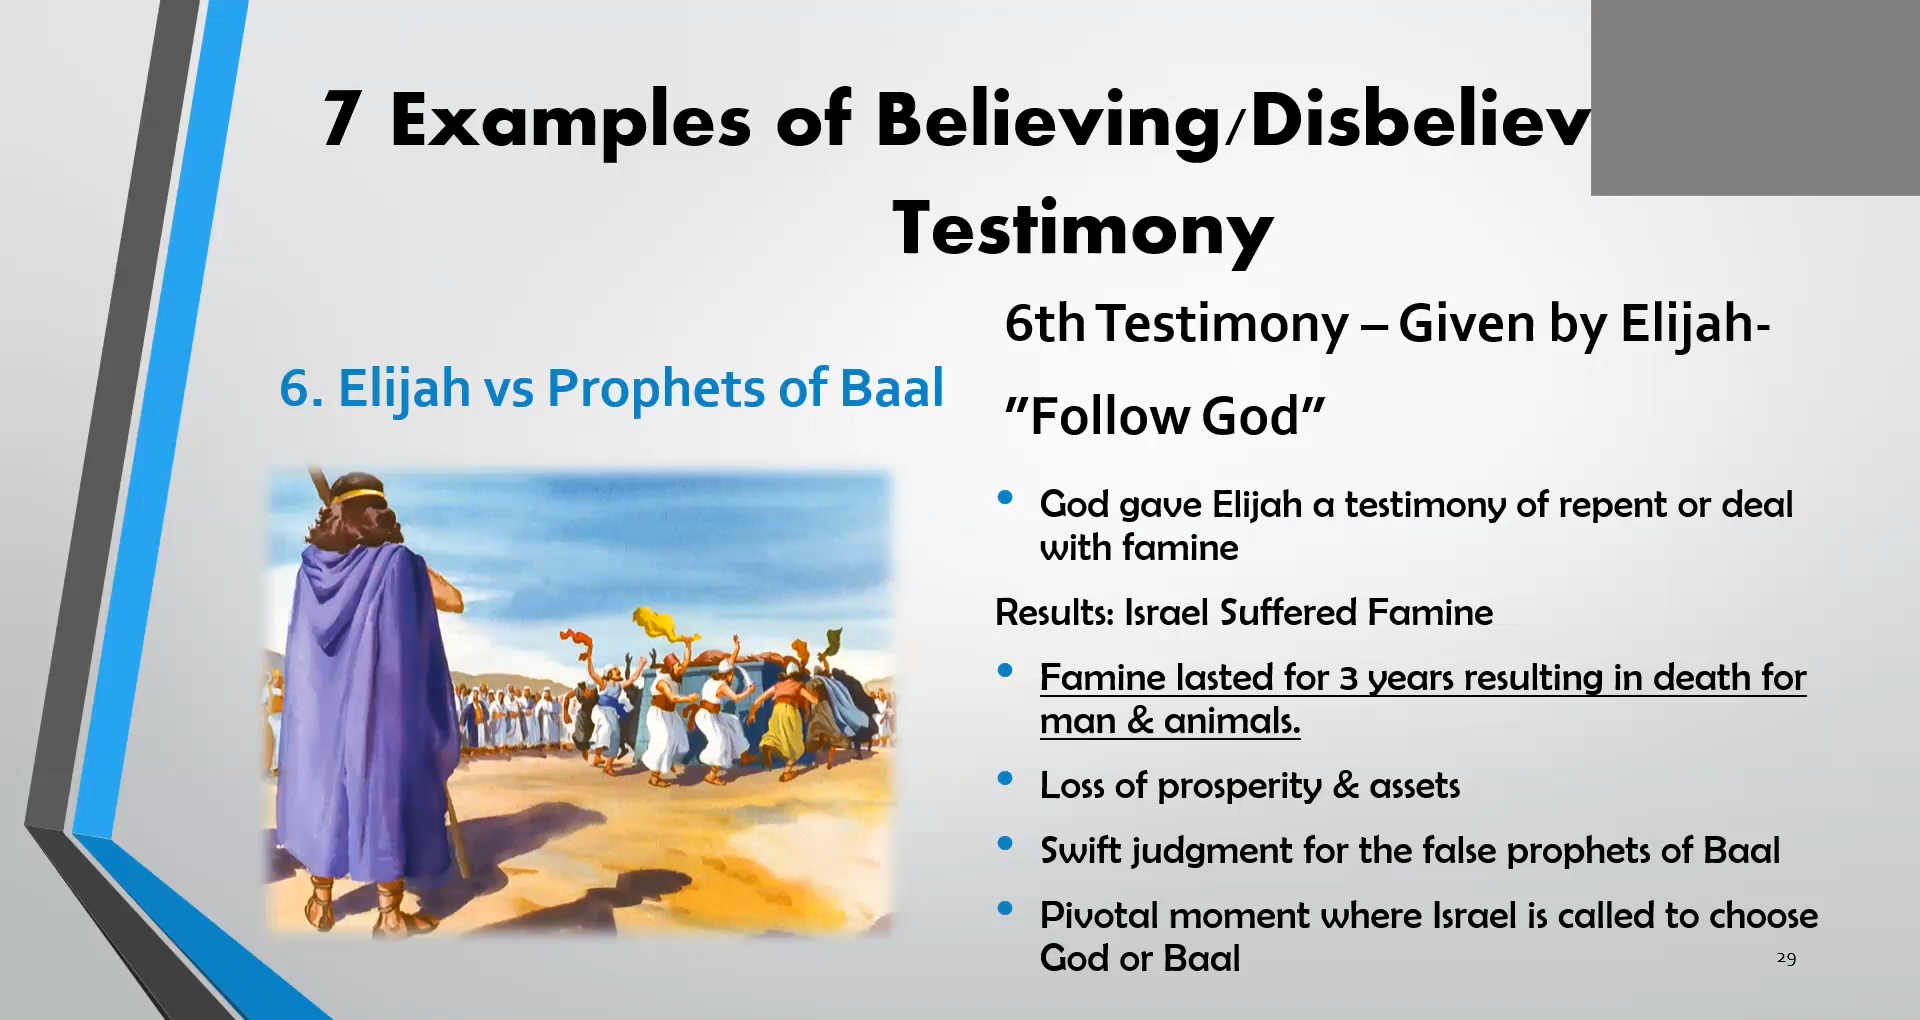 7 Examples of Believing/Disbeliev
Testimony
6. Elijah vs Prophets of Baal
6th Testimony – Given by Elijah-
”Follow God”
• God gave Elijah a testimony of repent or deal
with famine
Results: Israel Suffered Famine
• Famine lasted for 3 years resulting in death for
man & animals.
• Loss of prosperity & assets
• Swift judgment for the false prophets of Baal
• Pivotal moment where Israel is called to choose
God or Baal
29